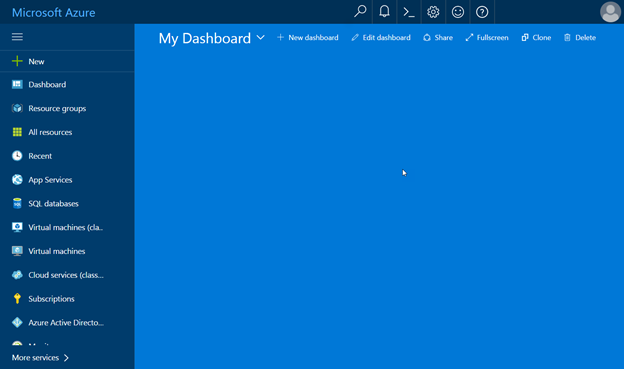 Microsoft Azure
My Dashboard
New dashboard
Edit dashboard
Share
Fullscreen
Clone
Delete
New
Dashboard
Resource groups
All resources
Recent
App Services
SQL databases
Virtual machines (cla..
Virtual machines
Cloud services (class...
Subscriptions
Azure Active Directo...
More services